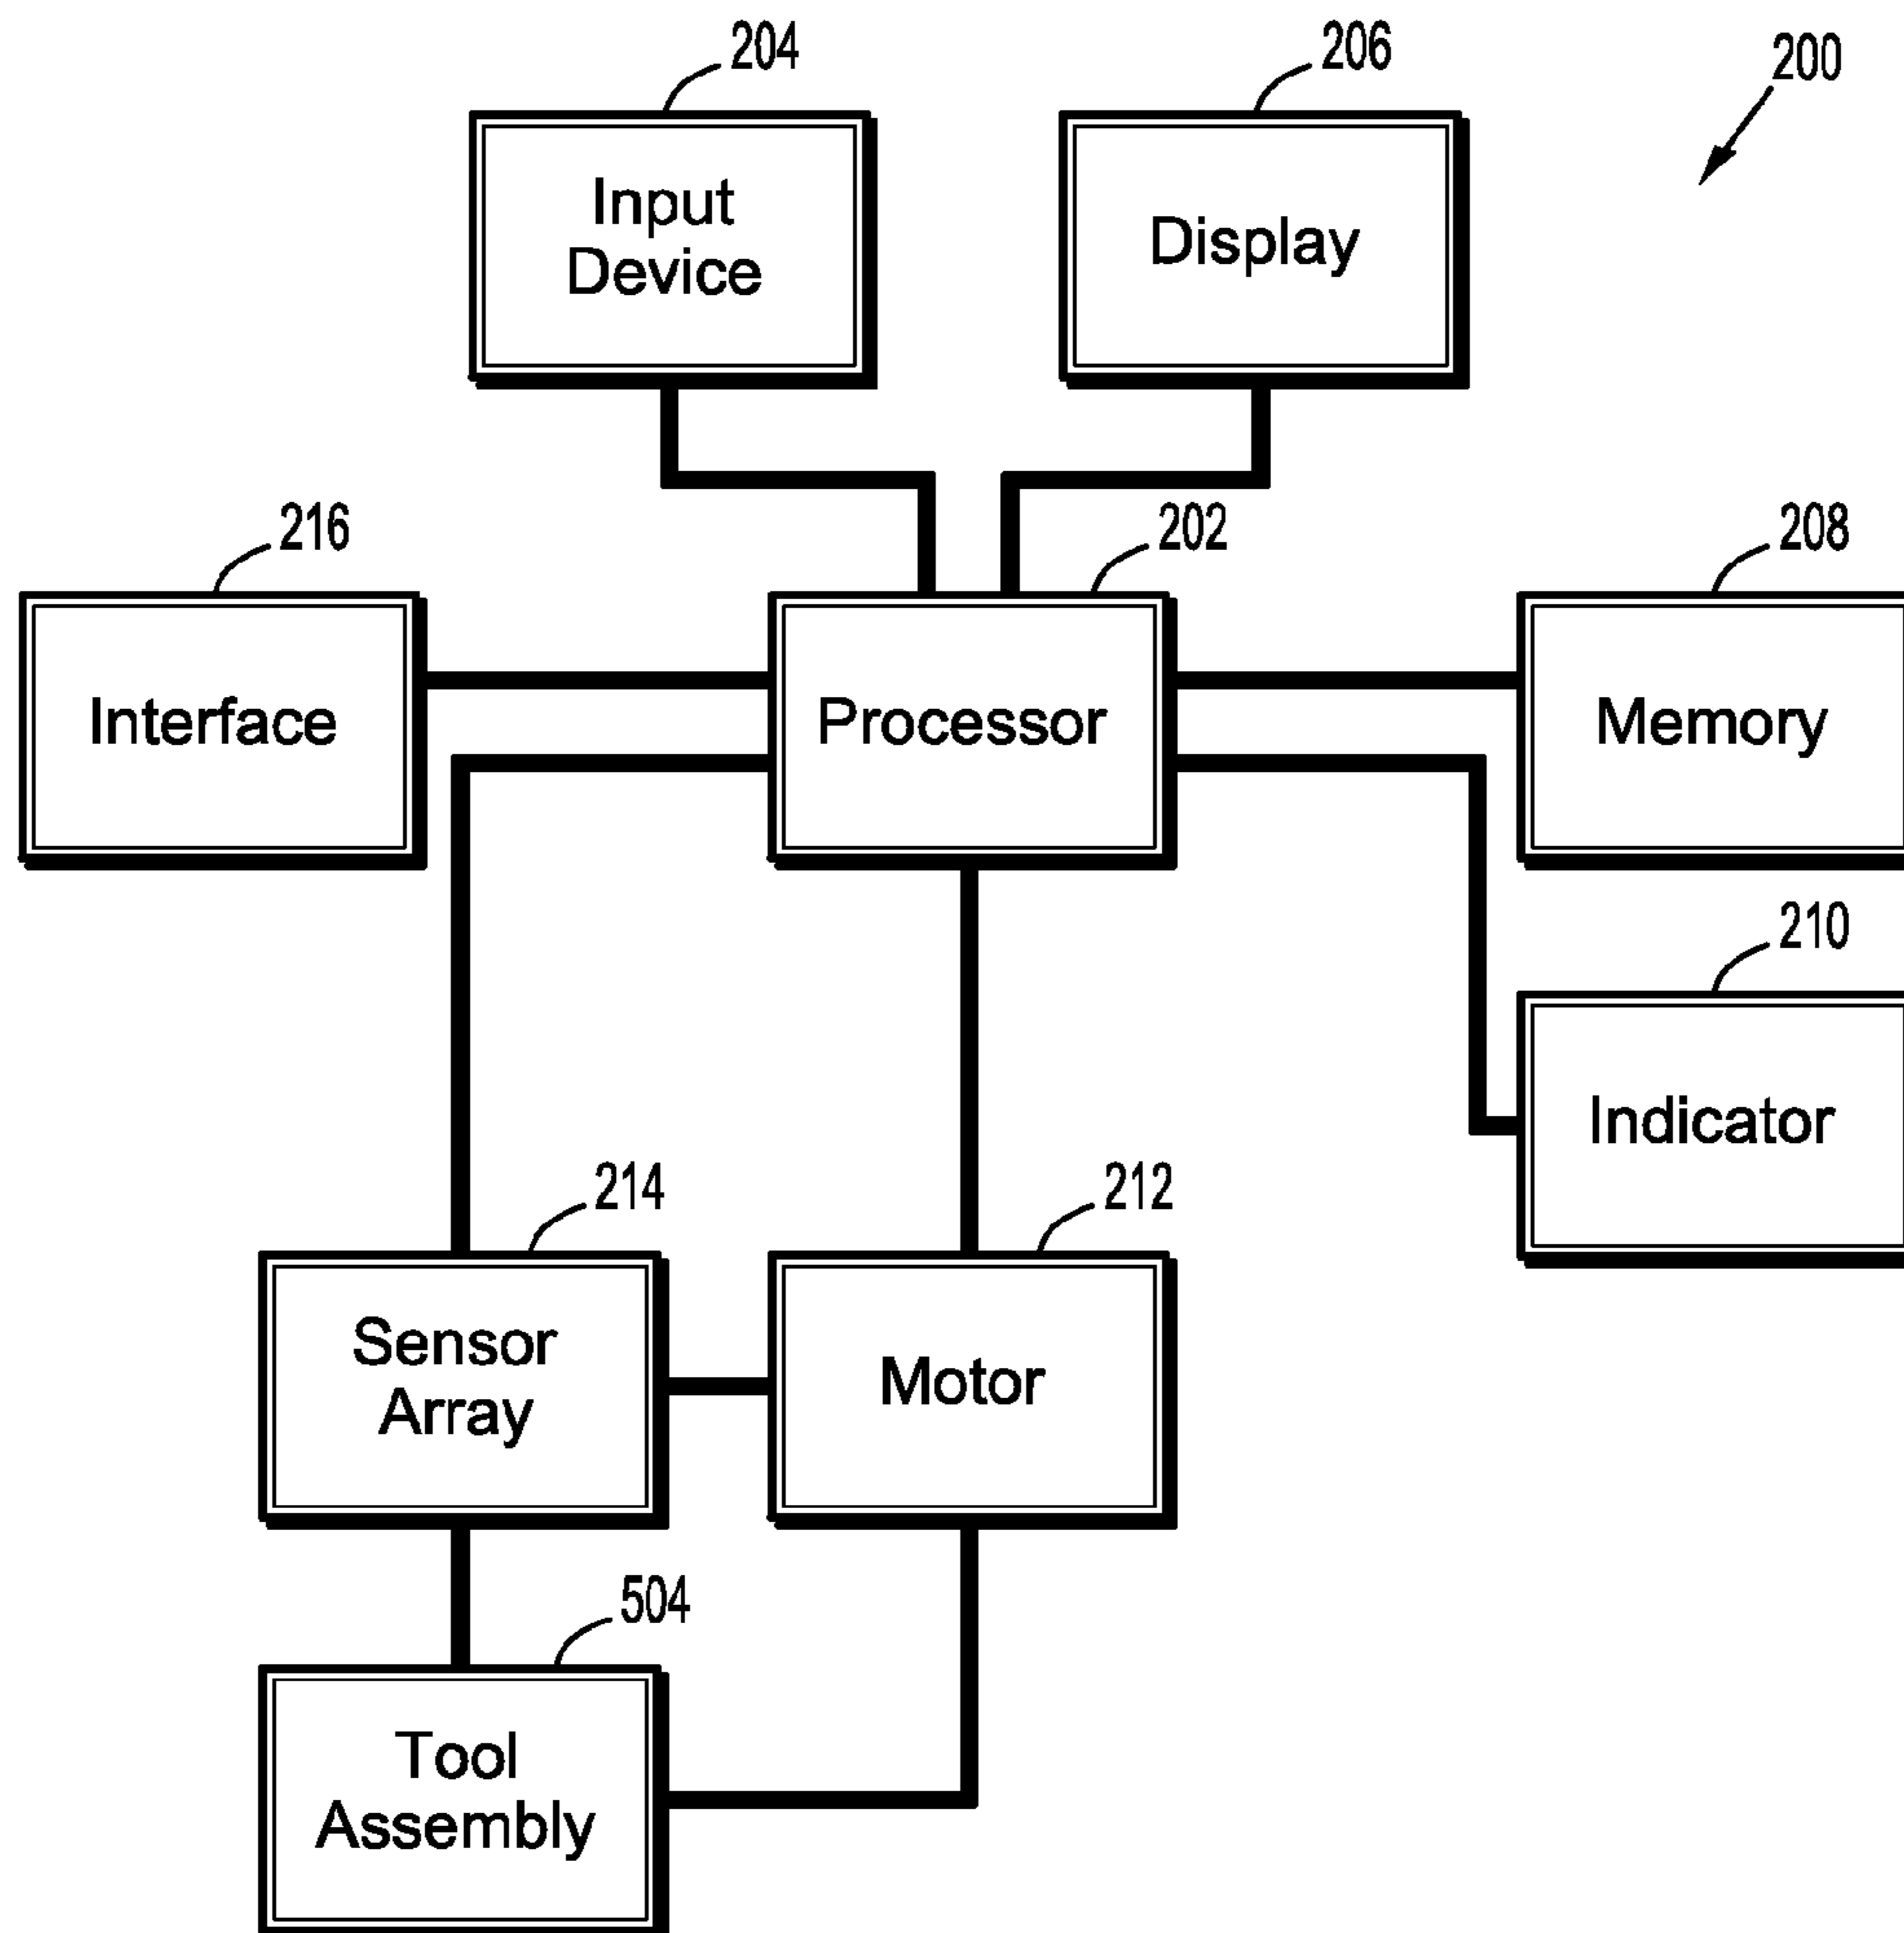 204
206
200
Input
Device
Display
216
202
208
Interface
Processor
Memory
210
Indicator
214
212
Sensor
Array
Motor
504
Tool
Assembly